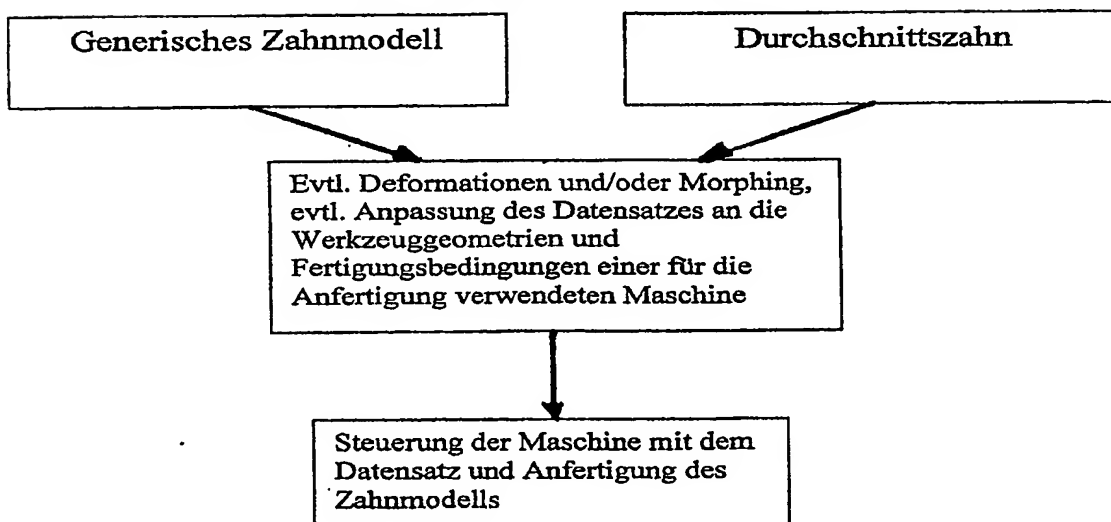 Generisches Zahnmodell
Durchschnittszahn
Evtl. Deformationen und/oder Morphing,
evtl. Anpassung des Datensatzes an die
Werkzeuggeometrien und
Fertigungsbedingungen einer für die
Anfertigung verwendeten Maschine
Steuerung der Maschine mit dem
Datensatz und Anfertigung des
Zahnmodells